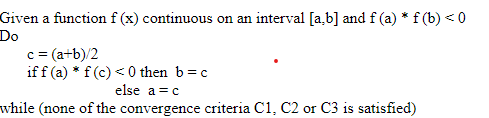 Given a function f (x) continuous on an interval [a,b] and f (a) * f (b) < 0
Do
c = (a+b)/2
if f (a) * f (c) < 0 then b = c
else a = c
while (none of the convergence criteria C1, C2 or C3 is satisfied)